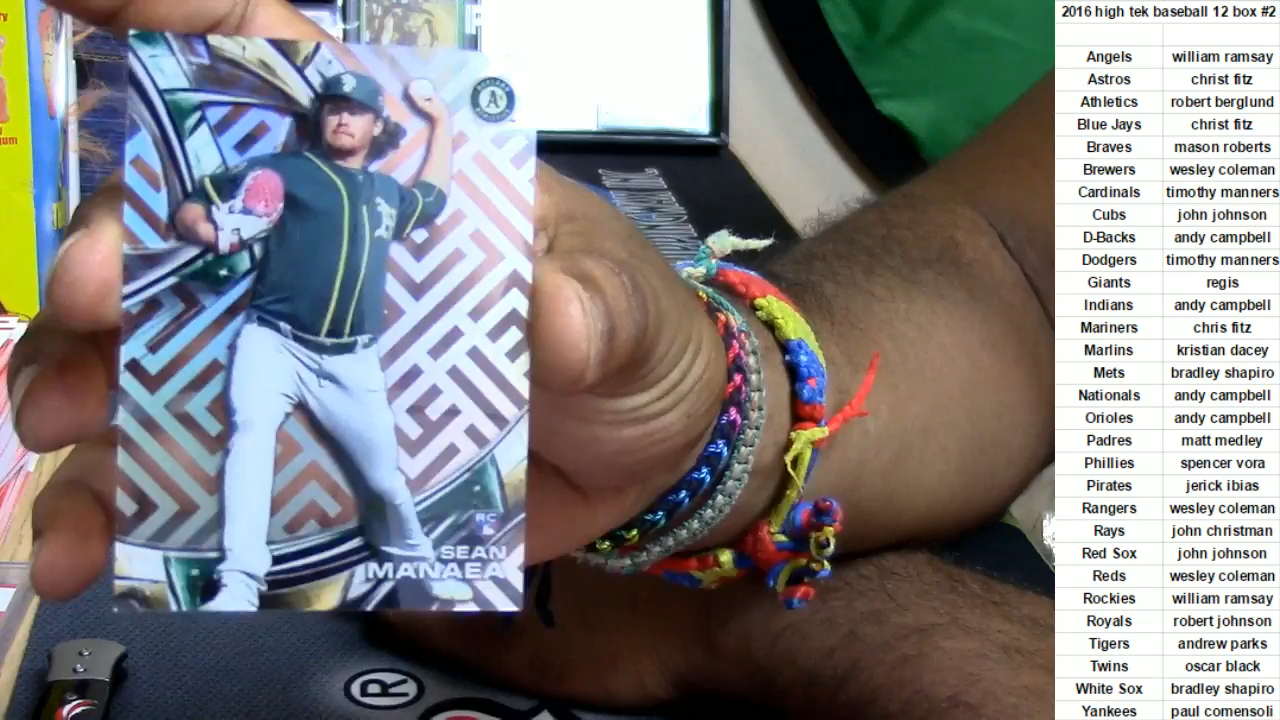 RC
SEAN
MANAEA
2016 high tek baseball 12 box #2
Angels william ramsay
Astros christ fitz
Athletics robert berglund
Blue Jays christ fitz
Braves mason roberts
Brewers wesley coleman
Cardinals timothy manners
Cubs john johnson
D-Backs andy campbell
Dodgers timothy manners
Giants regis
Indians andy campbell
Mariners chris fitz
Marlins kristian dacey
Mets bradley shapiro
Nationals andy campbell
Orioles andy campbell
Padres matt medley
Phillies spencer vora
Pirates jerick ibias
Rangers wesley coleman
Rays john christman
Red Sox john johnson
Reds wesley coleman
Rockies william ramsay
Royals robert johnson
Tigers andrew parks
Twins oscar black
White Sox bradley shapiro
Yankees paul comensoli